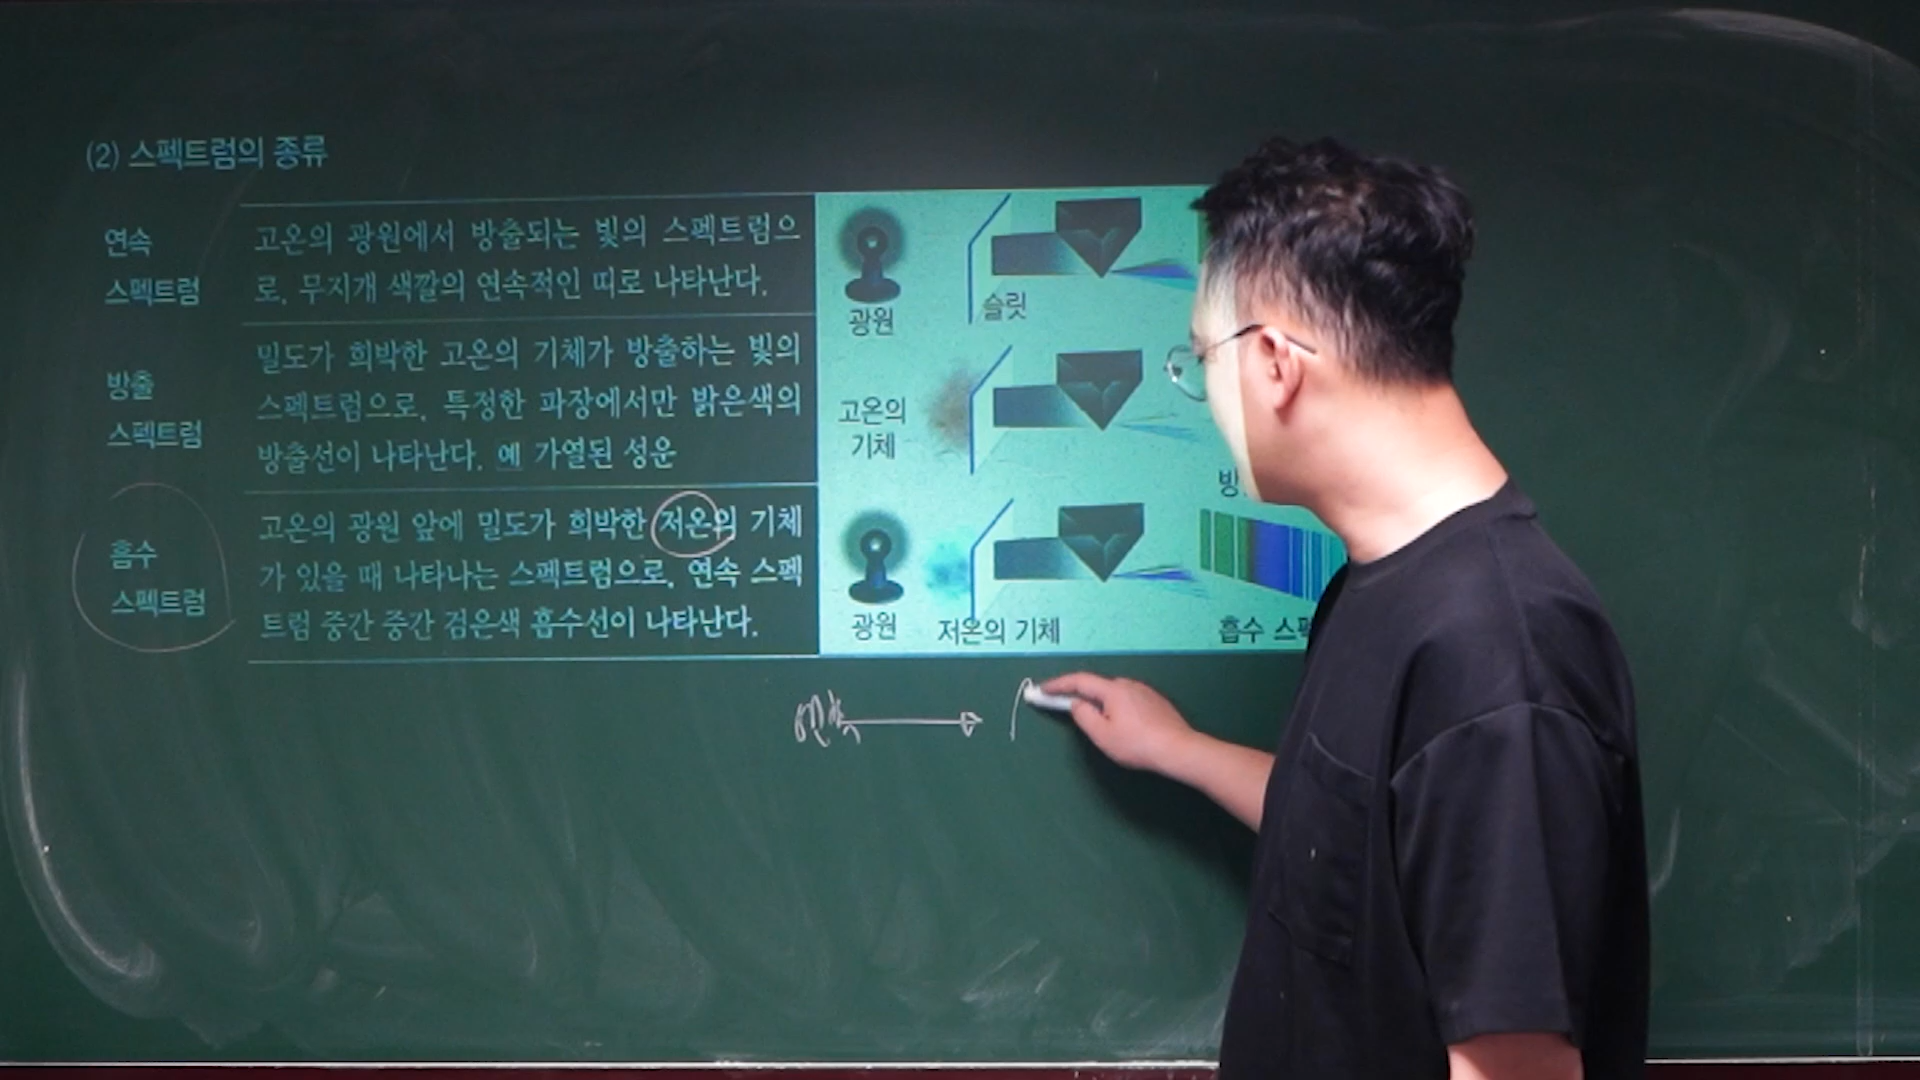 (2) 스펙트럼의 종류
연속
스펙트럼
고온의 광원에서 방출되는 빛의 스펙트럼으
로, 무지개 색깔의 연속적인 띠로 나타난다.
방출
스펙트럼
밀도가 희박한 고온의 기체가 방출하는 빛의
스펙트럼으로, 특정한 파장에서만 밝은색의
방출선이 나타난다. 예 가열된 성운
흡수
스펙트럼
고온의 광원 앞에 밀도가 희박한 저온의 기체
가 있을 때 나타나는 스펙트럼으로, 연속 스펙
트럼 중간 중간 검은색 흡수선이 나타난다.
광원
슬릿
고온의
기체
방
광원
저온의 기체
흡수 스펙
연속